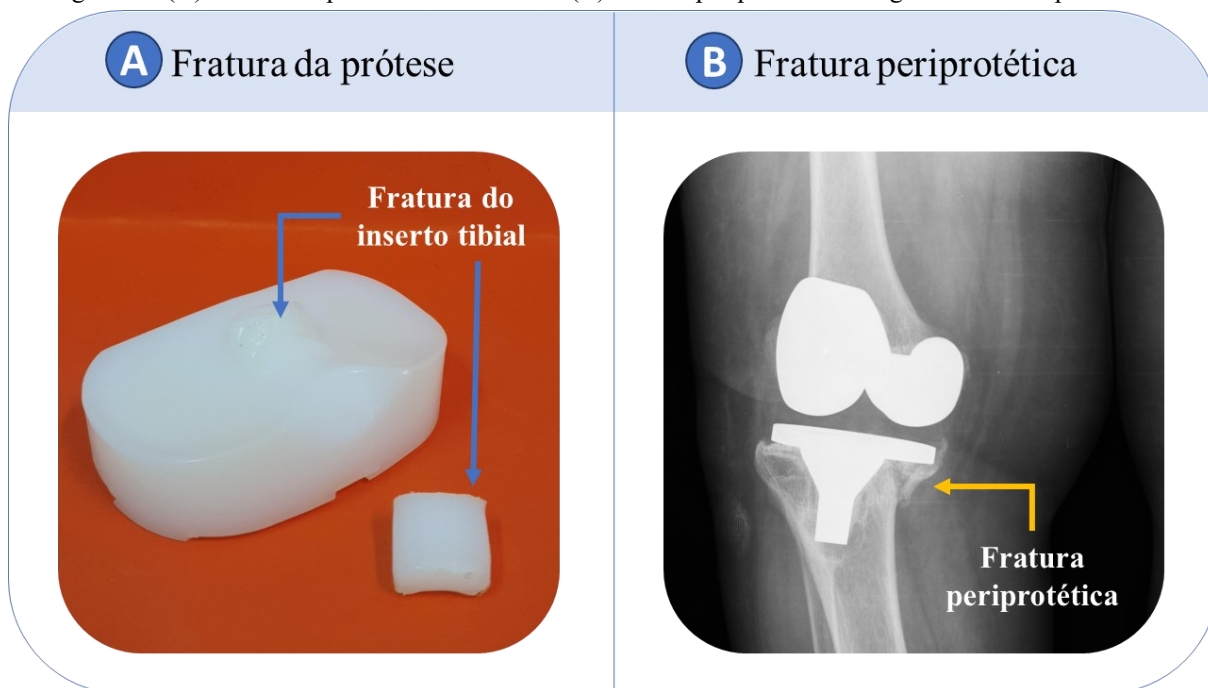 A Fratura da prótese
B Fratura periprotética
Fratura do
inserto tibial
Fratura
periprotética